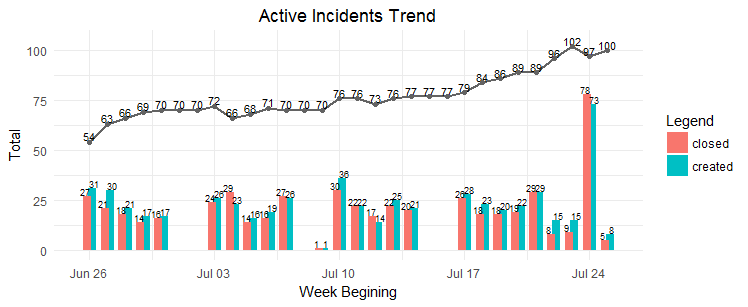 Active Incidents Trend
Total
100
75
50
25
0
54 63 66 69 70 70 70 72 66 68 71 70 70 70 76 76 73 76 77 77 77 79 84 86 89 89 96 102 97 100
27 31 21 30 18 21 14 17 16 17 24 26 29 23 14 16 16 19 27 26 1 1 30 36 22 22 17 14 22 25 20 21 26 28 18 23 18 20 19 22 29 29 8 15 9 15 78 73 5 8
Jun 26 Jul 03 Jul 10 Jul 17 Jul 24
Week Begining
Legend
closed
created